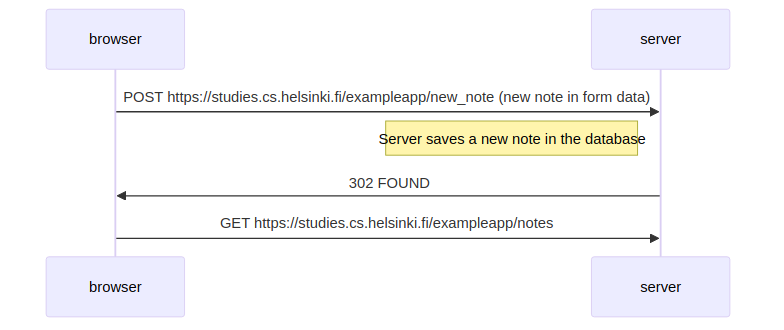 browser
server
POST https://studies.cs.helsinki.fi/exampleapp/new_note (new note in form data)
Server saves a new note in the database
302 FOUND
GET https://studies.cs.helsinki.fi/exampleapp/notes
browser
server